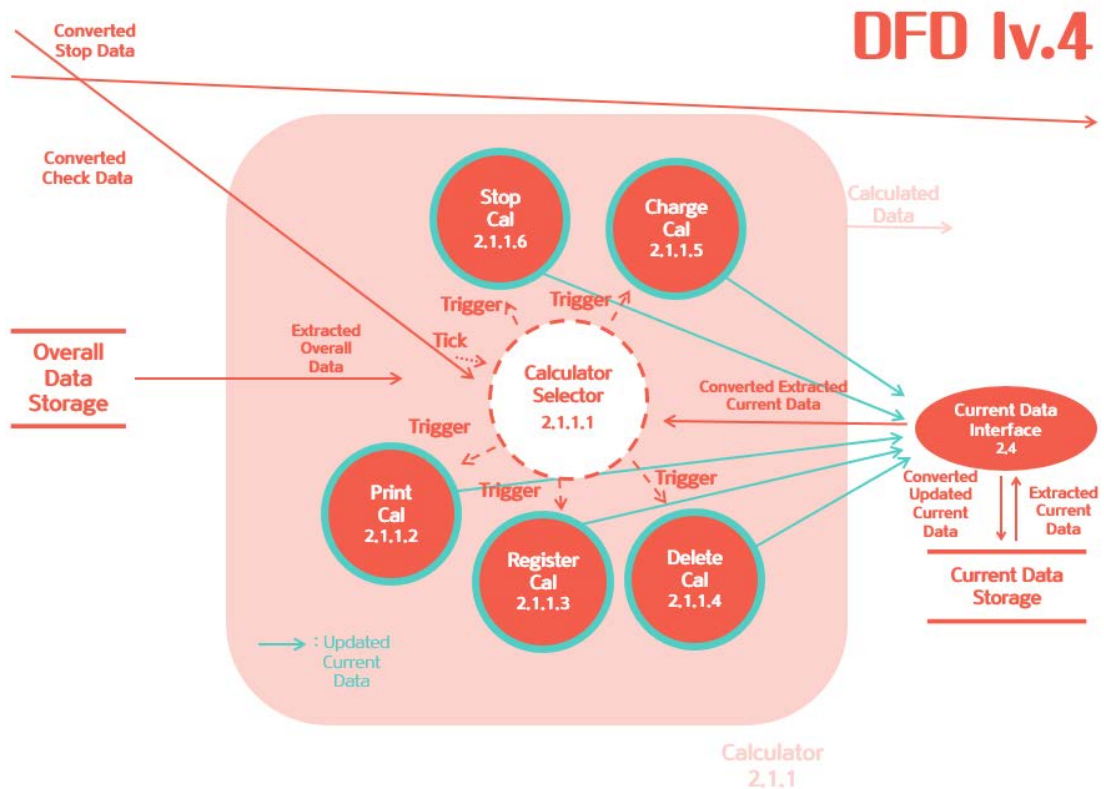 DFD lv.4
Converted
Stop Data
Converted
Check Data
Calculated
Data
Stop
Cal
2.1.1.6
Charge
Cal
2.1.1.5
Trigger
Trigger
Tick
Overall
Data
Storage
Extracted
Overall
Data
Calculator
Selector
2.1.1.1
Converted Extracted
Current Data
Current Data
Interface
2.4
Trigger
Trigger
Trigger
Print
Cal
2.1.1.2
Register
Cal
2.1.1.3
Delete
Cal
2.1.1.4
Converted
Updated
Current
Data
Extracted
Current
Data
Current Data
Storage
: Updated
Current
Data
Calculator
2.1.1